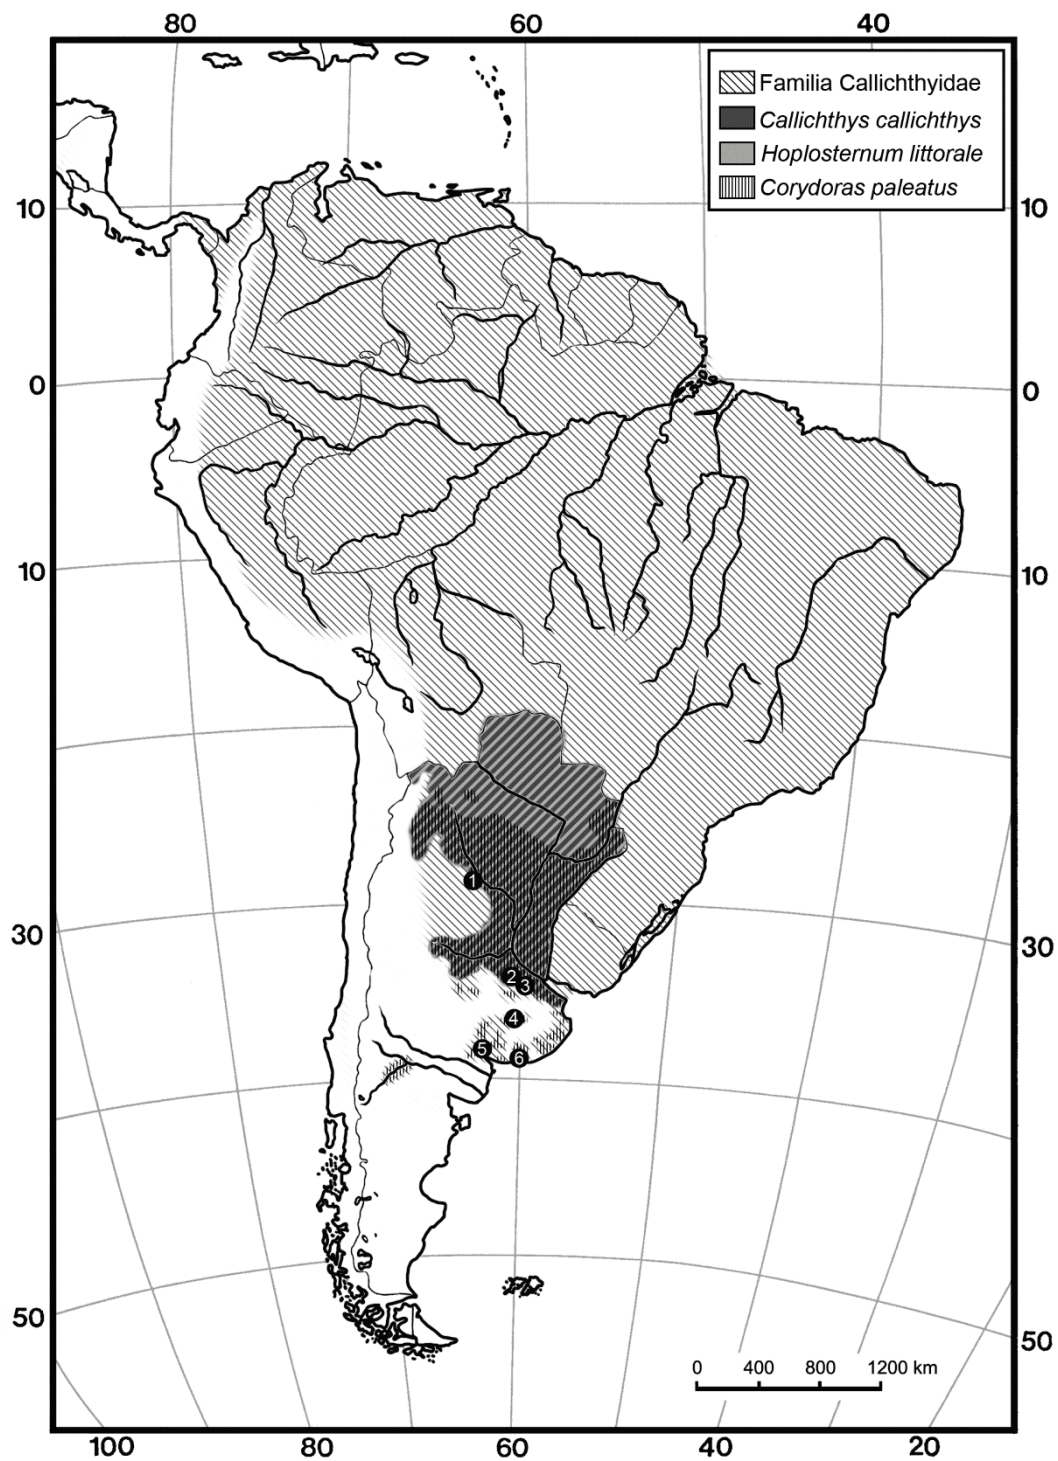 80 60 40
Familia Callichthyidae
Callichthys callichthys
Hoplosternum littorale
Corydoras paleatus
10 10
0 0
10 10
1
30 30
2
3
4
5
6
50 50
0 400 800 1200 km
100 80 60 40 20